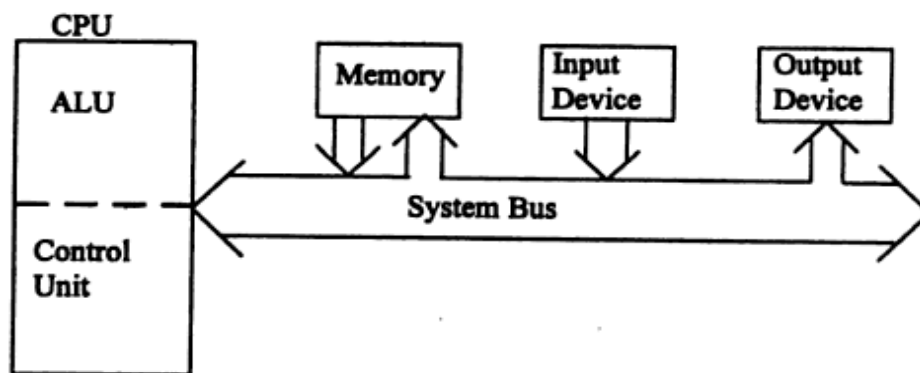 CPU
ALU
Control
Unit
Memory
Input
Device
Output
Device
System Bus